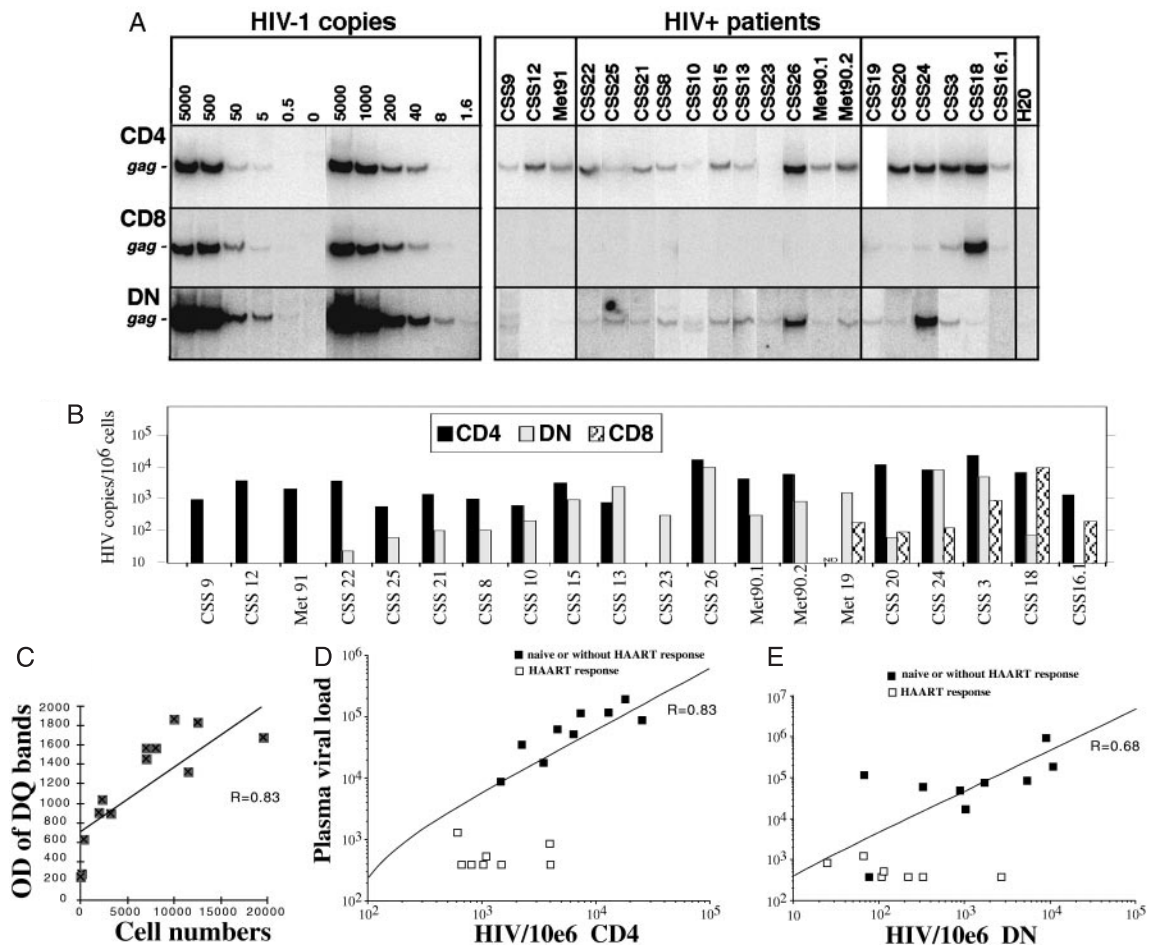 A
HIV-1 copies
HIV+ patients
5000 500 50 5 0.5 0 5000 1000 200 40 8 1.6
CSS9 CSS12 Met91 CSS22 CSS25 CSS21 CSS8 CSS10 CSS15 CSS13 CSS23 CSS26 Met90.1 Met90.2 CSS19 CSS20 CSS24 CSS3 CSS18 CSS16.1 H20
CD4
gag -
CD8
gag -
DN
gag -
B
HIV copies/10⁶ cells
10⁵
10⁴
10³
10²
10
CD4 DN CD8
ND
CSS 9 CSS 12 Met 91 CSS 22 CSS 25 CSS 21 CSS 8 CSS 10 CSS 15 CSS 13 CSS 23 CSS 26 Met90.1 Met90.2 Met 19 CSS 20 CSS 24 CSS 3 CSS 18 CSS16.1
C
OD of DQ bands
2000
1800
1600
1400
1200
1000
800
600
400
200
0
R=0.83
0 5000 10000 15000 20000
Cell numbers
D
naive or without HAART response
HAART response
Plasma viral load
10⁶
10⁵
10⁴
10³
10²
R=0.83
10² 10³ 10⁴ 10⁵
HIV/10e6 CD4
E
naive or without HAART response
HAART response
10⁷
10⁶
10⁵
10⁴
10³
10²
R=0.68
10 10² 10³ 10⁴ 10⁵
HIV/10e6 DN